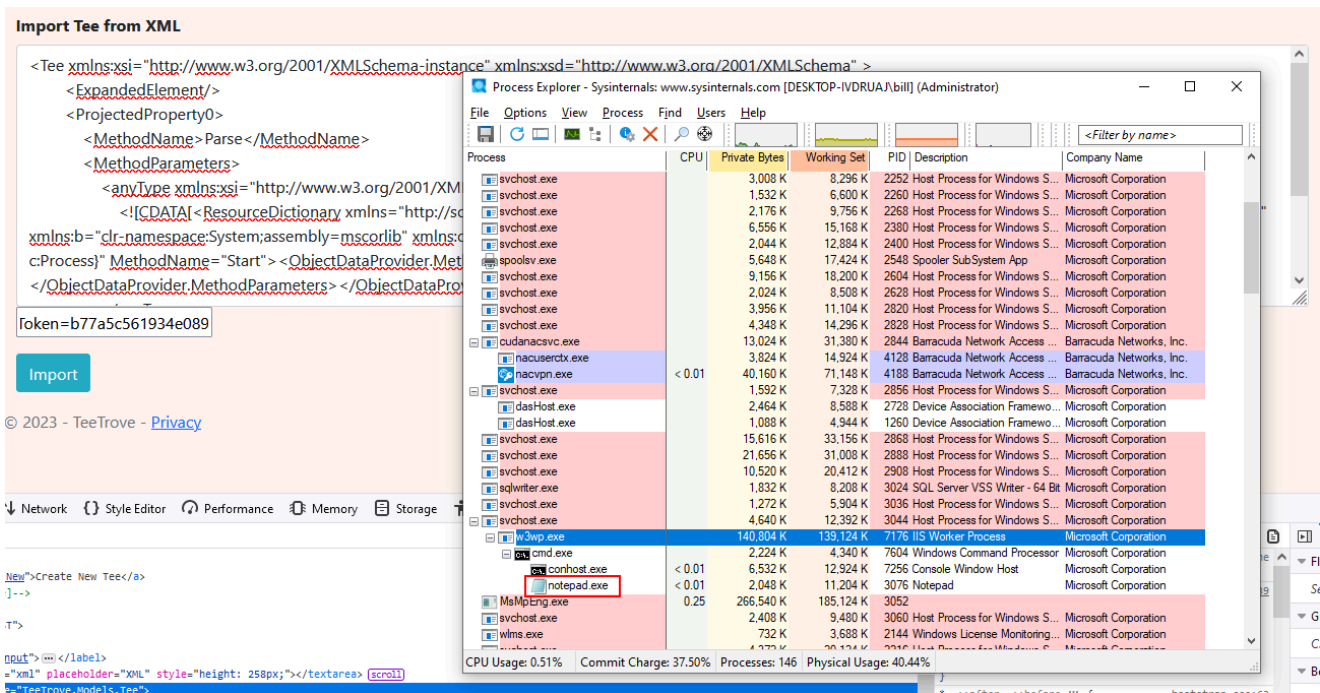 Import Tee from XML
<Tee xmlns:xsi="http://www.w3.org/2001/XMLSchema-instance" xmlns:xsd="http://www.w3.org/2001/XMLSchema" >
<ExpandedElement/>
<ProjectedProperty0>
<MethodName>Parse</MethodName>
<MethodParameters>
<anyType xmlns:xsi="http://www.w3.org/2001/XMl
<![CDATA[<ResourceDictionary xmlns="http://sc
xmlns:b="clr-namespace:System;assembly=mscorlib" xmlns:c
c:Process}" MethodName="Start"><ObjectDataProvider.Met
</ObjectDataProvider.MethodParameters></ObjectDataPro
Token=b77a5c561934e089
Import
© 2023 - TeeTrove - Privacy
Network {} Style Editor Performance Memory Storage
New">Create New Tee</a>
]-->
T">
nput"></label>
="xml" placeholder="XML" style="height: 258px;"></textarea> scroll
e="TeeTrove.Models.Tee">
Process Explorer - Sysinternals: www.sysinternals.com [DESKTOP-IVDRUAJ\bill] (Administrator)
File Options View Process Find Users Help
<Filter by name>
Process CPU Private Bytes Working Set PID Description Company Name
svchost.exe 3,008 K 8,296 K 2252 Host Process for Windows S... Microsoft Corporation
svchost.exe 1,532 K 6,600 K 2260 Host Process for Windows S... Microsoft Corporation
svchost.exe 2,176 K 9,756 K 2268 Host Process for Windows S... Microsoft Corporation
svchost.exe 6,556 K 15,168 K 2380 Host Process for Windows S... Microsoft Corporation
svchost.exe 2,044 K 12,884 K 2400 Host Process for Windows S... Microsoft Corporation
spoolsv.exe 5,648 K 17,424 K 2548 Spooler SubSystem App Microsoft Corporation
svchost.exe 9,156 K 18,200 K 2604 Host Process for Windows S... Microsoft Corporation
svchost.exe 2,024 K 8,508 K 2628 Host Process for Windows S... Microsoft Corporation
svchost.exe 3,956 K 11,104 K 2820 Host Process for Windows S... Microsoft Corporation
svchost.exe 4,348 K 14,296 K 2828 Host Process for Windows S... Microsoft Corporation
cudanacsvc.exe 13,024 K 31,380 K 2844 Barracuda Network Access ... Barracuda Networks, Inc.
nacuserctx.exe 3,824 K 14,924 K 4128 Barracuda Network Access ... Barracuda Networks, Inc.
nacvpn.exe < 0.01 40,160 K 71,148 K 4188 Barracuda Network Access ... Barracuda Networks, Inc.
svchost.exe 1,592 K 7,328 K 2856 Host Process for Windows S... Microsoft Corporation
dasHost.exe 2,464 K 8,588 K 2728 Device Association Framewo... Microsoft Corporation
dasHost.exe 1,088 K 4,944 K 1260 Device Association Framewo... Microsoft Corporation
svchost.exe 15,616 K 33,156 K 2868 Host Process for Windows S... Microsoft Corporation
svchost.exe 21,656 K 31,008 K 2888 Host Process for Windows S... Microsoft Corporation
svchost.exe 10,520 K 20,412 K 2908 Host Process for Windows S... Microsoft Corporation
sqlwriter.exe 1,832 K 8,208 K 3024 SQL Server VSS Writer - 64 Bit Microsoft Corporation
svchost.exe 1,272 K 5,904 K 3036 Host Process for Windows S... Microsoft Corporation
svchost.exe 4,640 K 12,392 K 3044 Host Process for Windows S... Microsoft Corporation
w3wp.exe 140,804 K 139,124 K 7176 IIS Worker Process Microsoft Corporation
cmd.exe 2,224 K 4,340 K 7604 Windows Command Processor Microsoft Corporation
conhost.exe < 0.01 6,532 K 12,924 K 7256 Console Window Host Microsoft Corporation
notepad.exe < 0.01 2,048 K 11,204 K 3076 Notepad Microsoft Corporation
MsMpEng.exe 0.25 266,540 K 185,124 K 3052
svchost.exe 2,408 K 9,480 K 3060 Host Process for Windows S... Microsoft Corporation
wlms.exe 732 K 3,688 K 2144 Windows License Monitoring... Microsoft Corporation
CPU Usage: 0.51% Commit Charge: 37.50% Processes: 146 Physical Usage: 40.44%